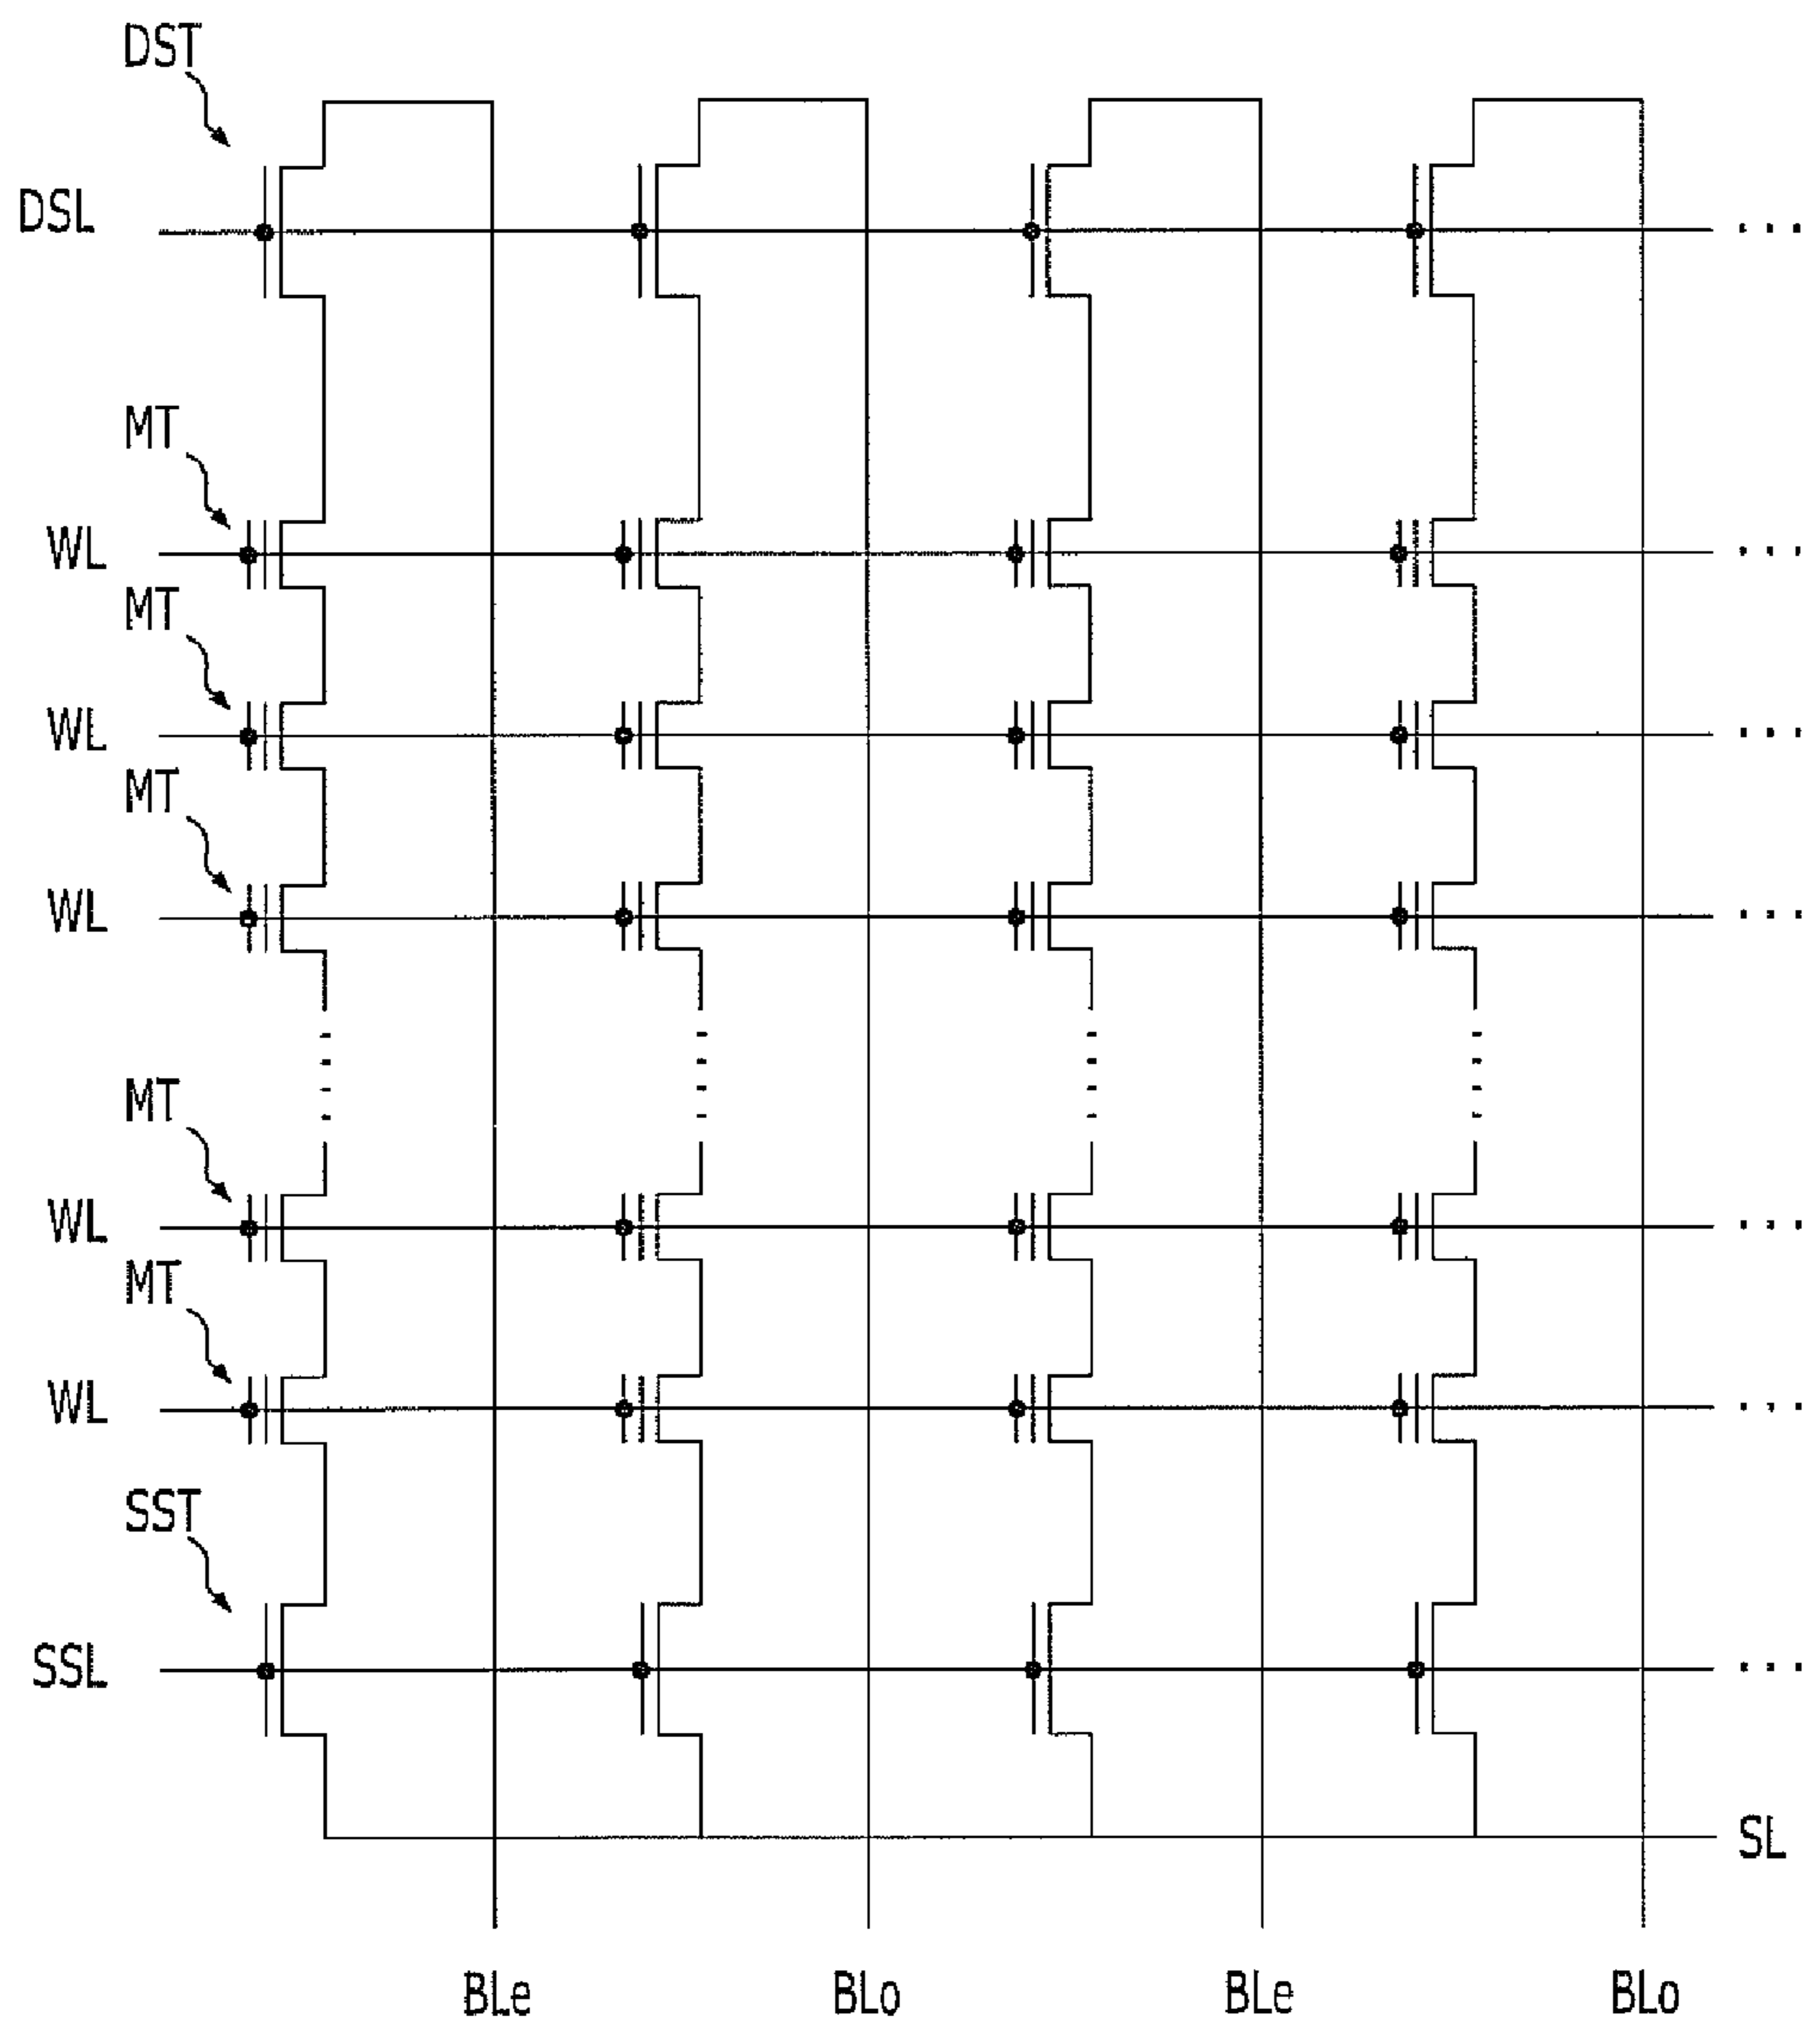 DST
DSL ...
MT
WL ...
MT
WL ...
MT
WL ...
MT
WL ...
MT
WL ...
SST
SSL ...
SL
BLe BLo BLe BLo